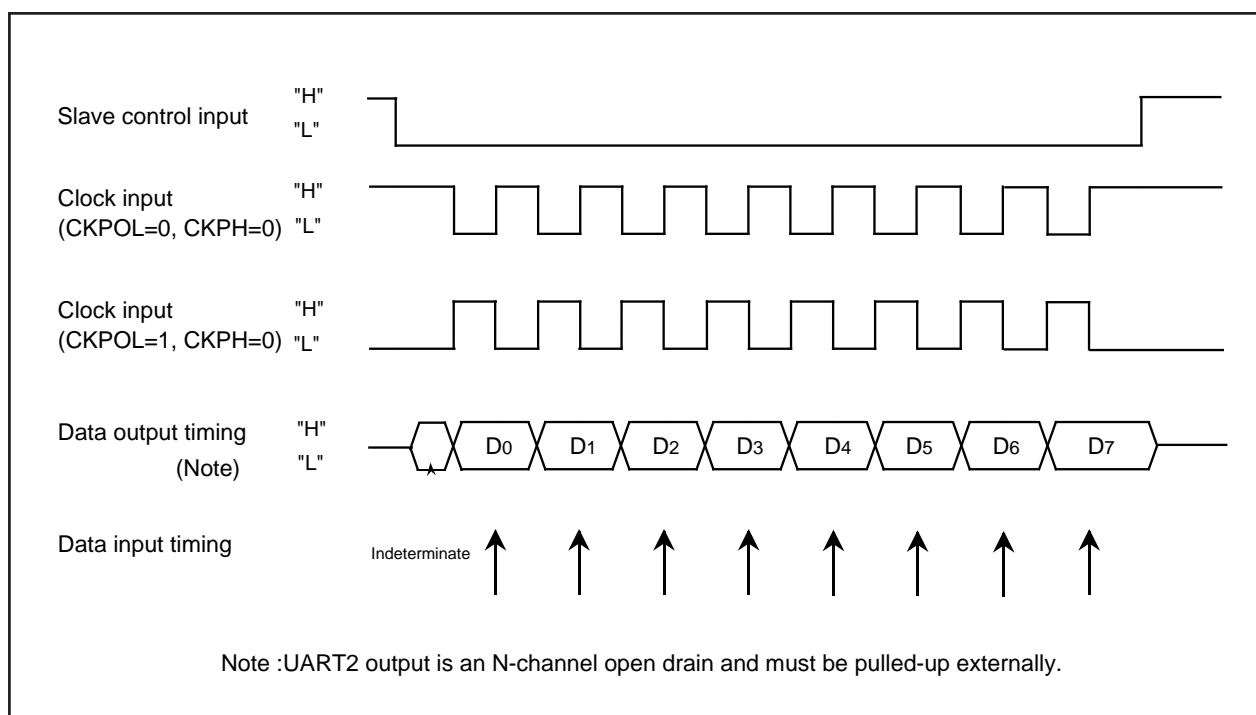 Slave control input
"H"
"L"
Clock input
(CKPOL=0, CKPH=0)
"H"
"L"
Clock input
(CKPOL=1, CKPH=0)
"H"
"L"
Data output timing
(Note)
"H"
"L"
D0 D1 D2 D3 D4 D5 D6 D7
Data input timing
Indeterminate
Note :UART2 output is an N-channel open drain and must be pulled-up externally.